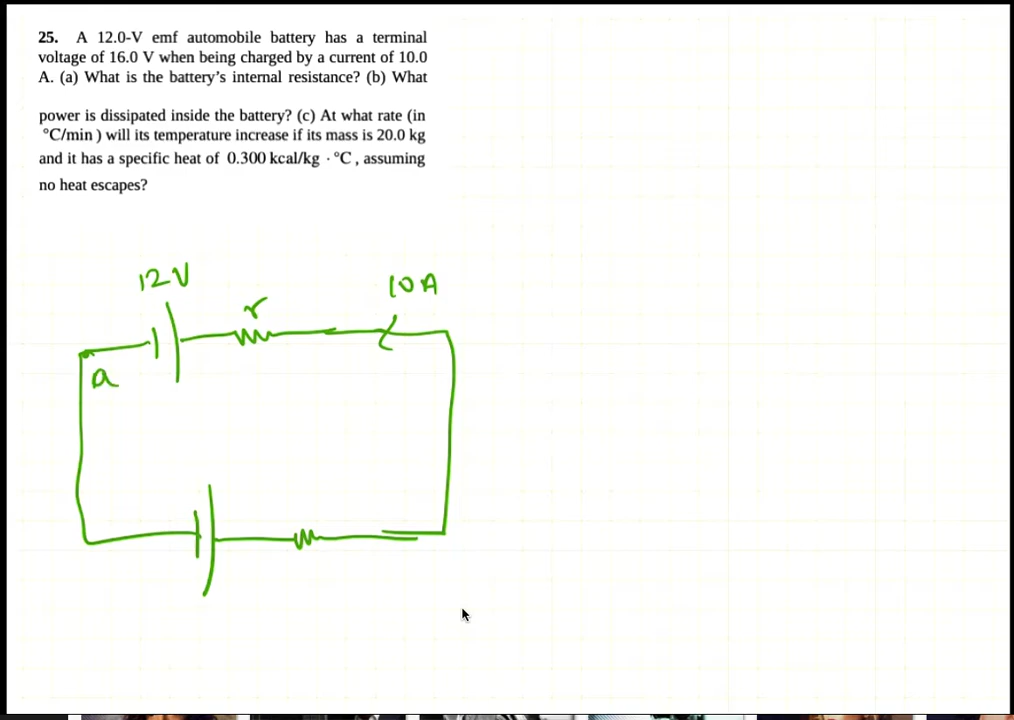 25. A 12.0-V emf automobile battery has a terminal
voltage of 16.0 V when being charged by a current of 10.0
A. (a) What is the battery’s internal resistance? (b) What
power is dissipated inside the battery? (c) At what rate (in
°C/min ) will its temperature increase if its mass is 20.0 kg
and it has a specific heat of 0.300 kcal/kg · °C , assuming
no heat escapes?
12V
10A
r
a